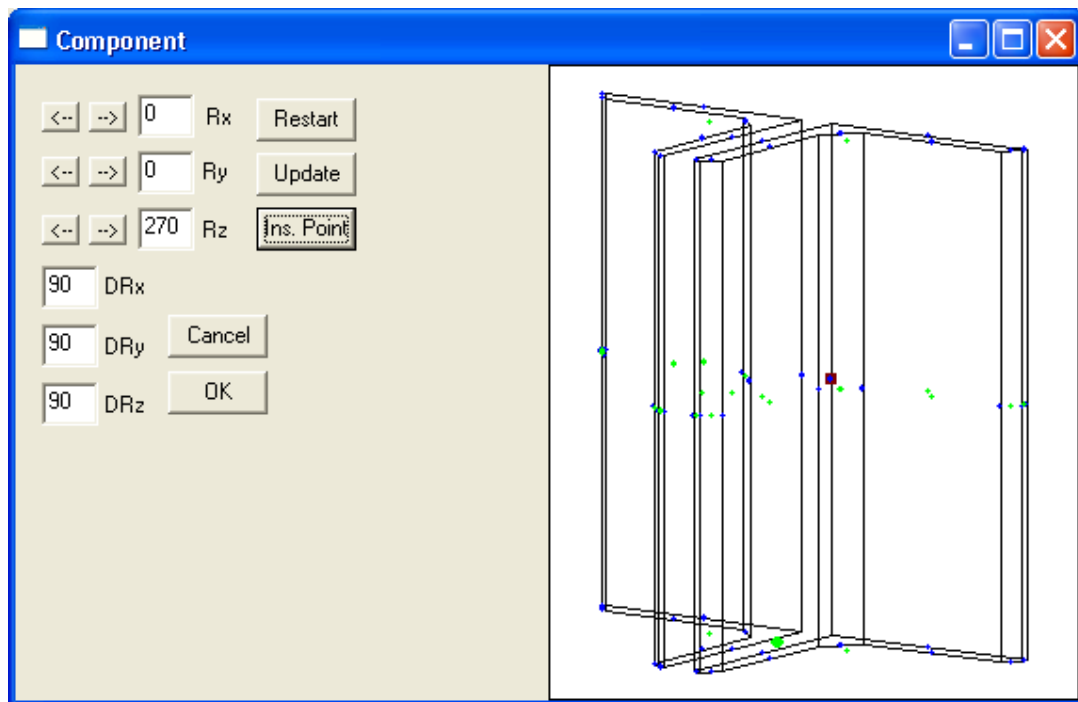 Component
<-- --> 0 Rx Restart
<-- --> 0 Ry Update
<-- --> 270 Rz Ins. Point
90 DRx
90 DRy Cancel
90 DRz OK